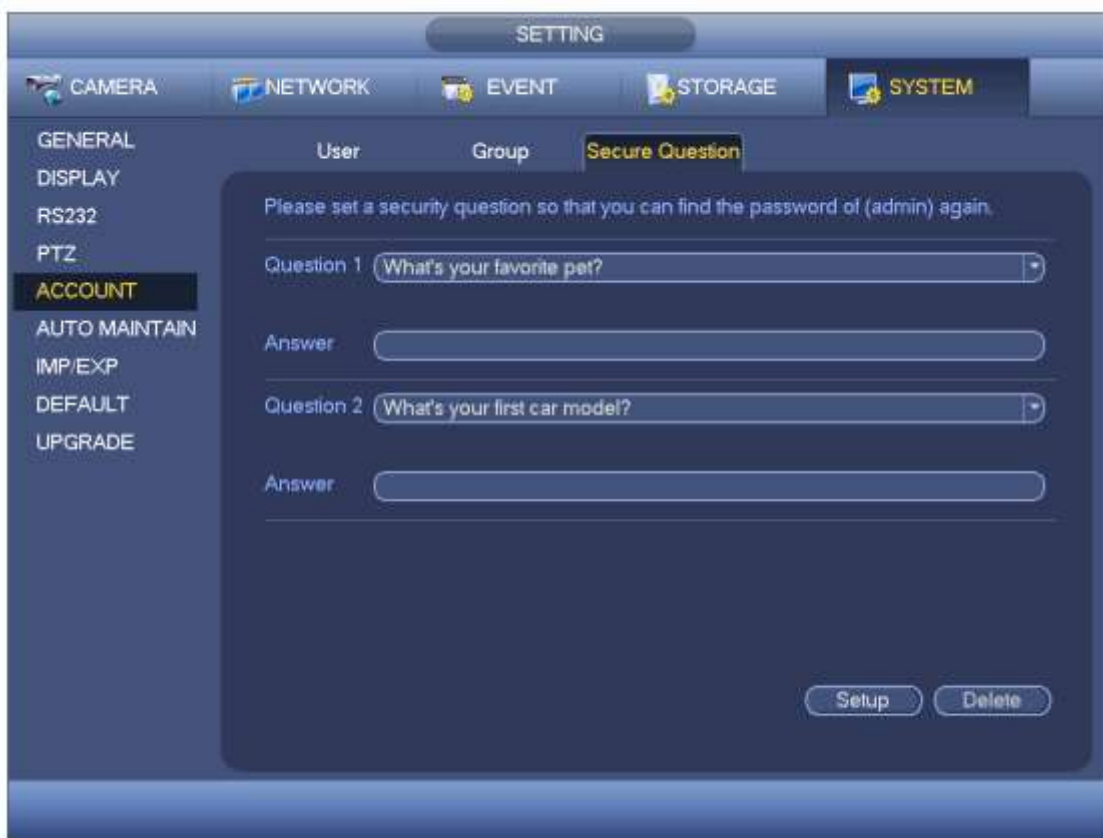 SETTING
CAMERA NETWORK EVENT STORAGE SYSTEM
GENERAL
DISPLAY
RS232
PTZ
ACCOUNT
AUTO MAINTAIN
IMP/EXP
DEFAULT
UPGRADE
User Group Secure Question
Please set a security question so that you can find the password of (admin) again.
Question 1 What's your favorite pet?
Answer
Question 2 What's your first car model?
Answer
Setup Delete